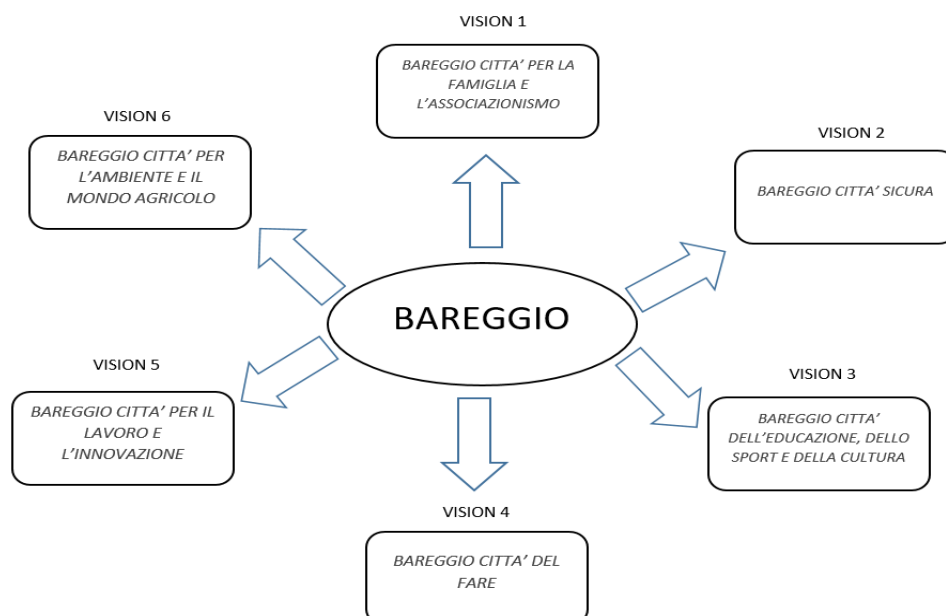 VISION 1
BAREGGIO CITTA’ PER LA
FAMIGLIA E
L’ASSOCIAZIONISMO
VISION 6
BAREGGIO CITTA’ PER
L’AMBIENTE E IL
MONDO AGRICOLO
VISION 2
BAREGGIO CITTA’ SICURA
BAREGGIO
VISION 5
BAREGGIO CITTA’ PER IL
LAVORO E
L’INNOVAZIONE
VISION 3
BAREGGIO CITTA’
DELL’EDUCAZIONE, DELLO
SPORT E DELLA CULTURA
VISION 4
BAREGGIO CITTA’ DEL
FARE